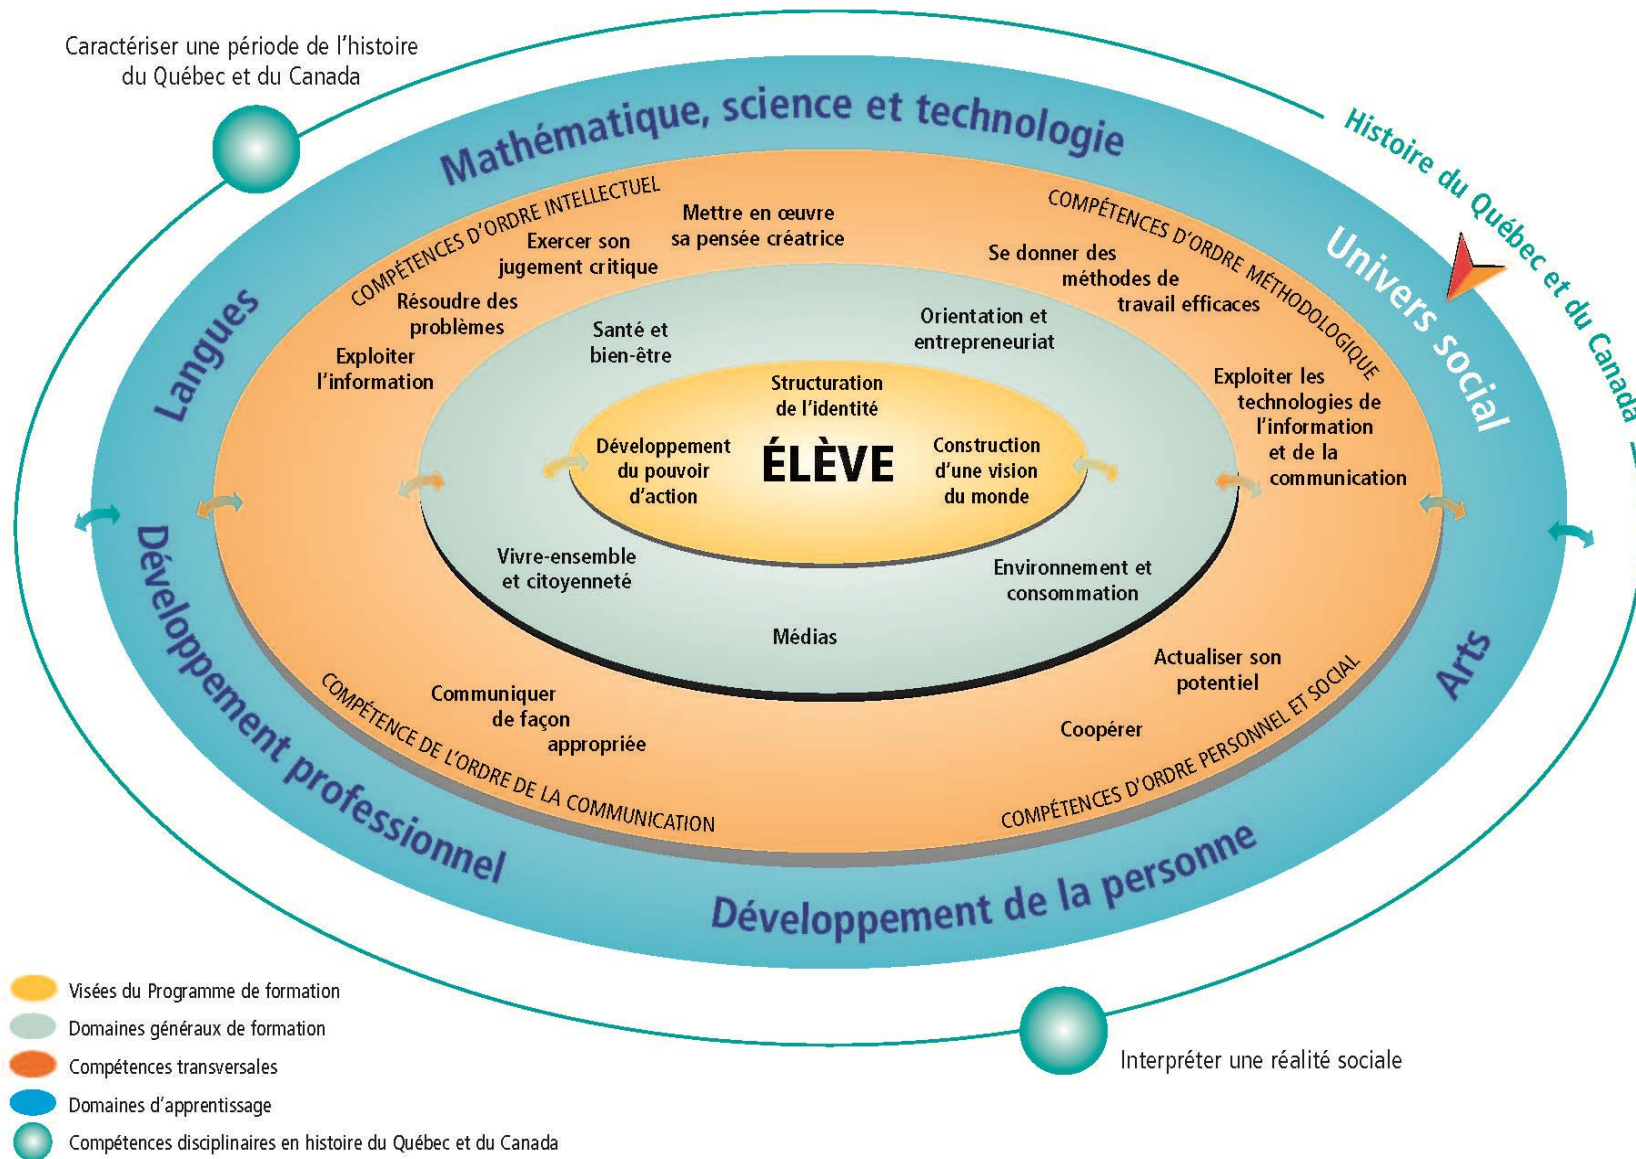 Caractériser une période de l'histoire
du Québec et du Canada
Histoire du Québec et du Canada
Mathématique, science et technologie
Univers social
Langues
Arts
Développement professionnel
Développement de la personne
COMPÉTENCES D'ORDRE INTELLECTUEL
Mettre en œuvre
sa pensée créatrice
Exercer son
jugement critique
Résoudre des
problèmes
Exploiter
l'information
COMPÉTENCES D'ORDRE MÉTHODOLOGIQUE
Se donner des
méthodes de
travail efficaces
Exploiter les
technologies de
l'information
et de la
communication
Santé et
bien-être
Orientation et
entrepreneuriat
Structuration
de l'identité
Développement
du pouvoir
d'action
ÉLÈVE
Construction
d'une vision
du monde
Vivre-ensemble
et citoyenneté
Environnement et
consommation
Médias
Communiquer
de façon
appropriée
COMPÉTENCE DE L'ORDRE DE LA COMMUNICATION
Actualiser son
potentiel
Coopérer
COMPÉTENCES D'ORDRE PERSONNEL ET SOCIAL
Visées du Programme de formation
Domaines généraux de formation
Compétences transversales
Domaines d'apprentissage
Compétences disciplinaires en histoire du Québec et du Canada
Interpréter une réalité sociale